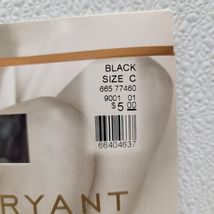 BLACK
SIZE C
665 77460
9001 01
$5.00
66404637
RYANT